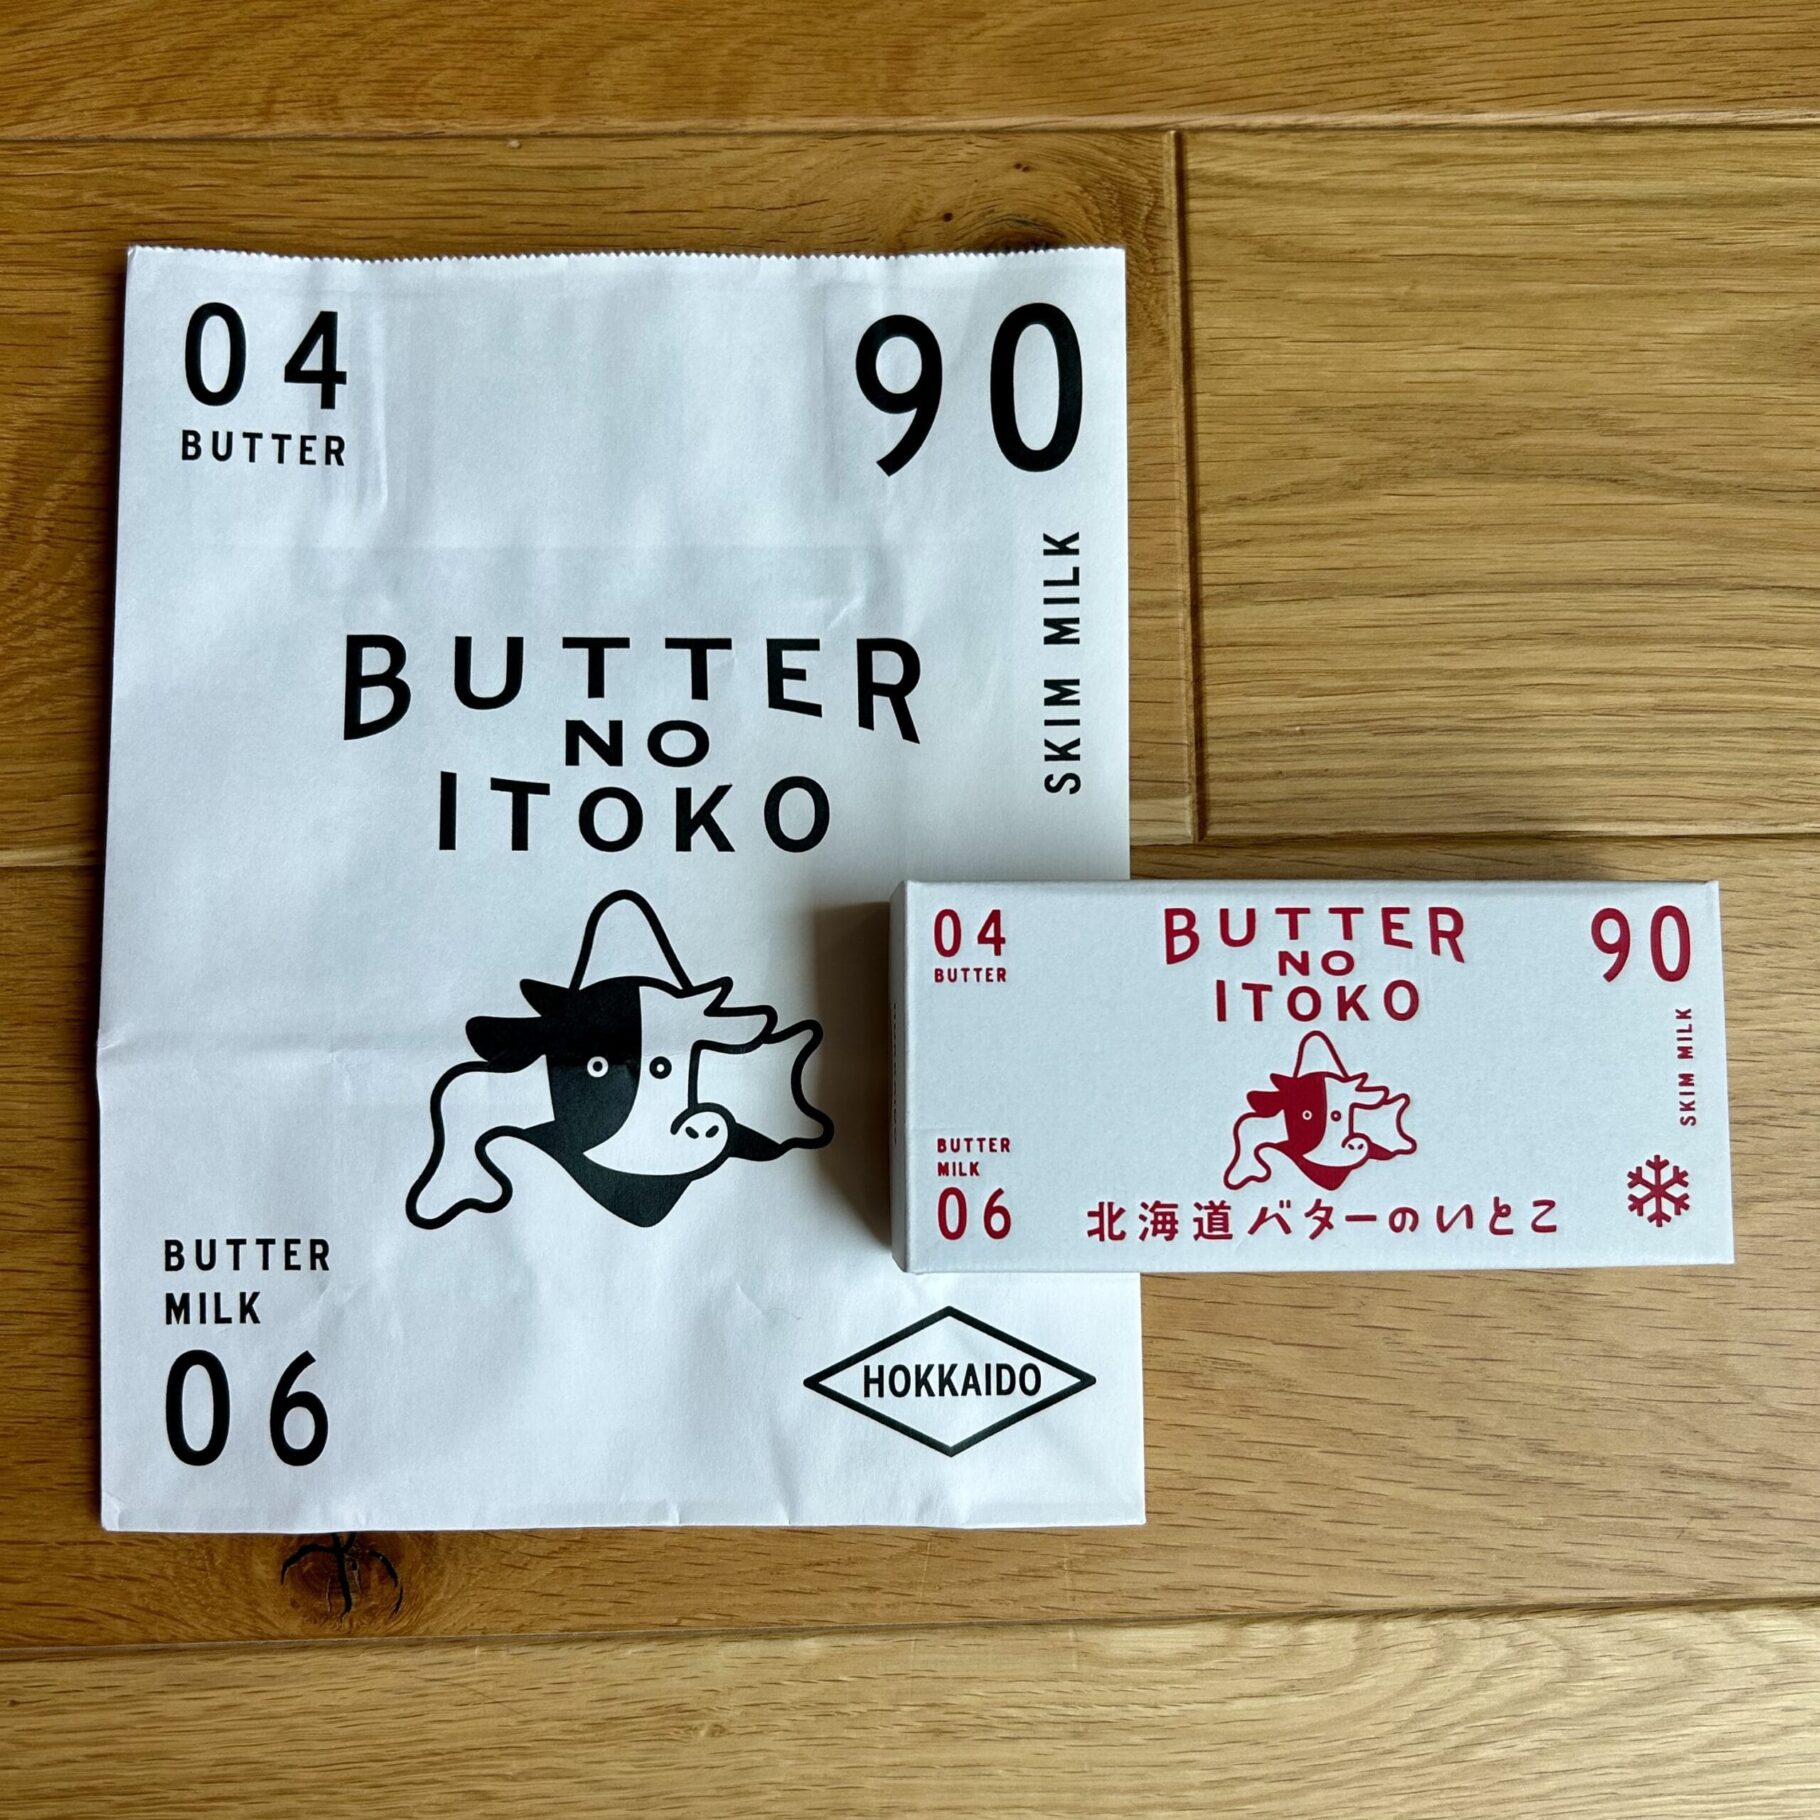 04
BUTTER
90
SKIM MILK
BUTTER
NO
ITOKO
BUTTER
MILK
06
HOKKAIDO
04
BUTTER
BUTTER
NO
ITOKO
90
SKIM MILK
BUTTER
MILK
06
北海道バターのいとこ